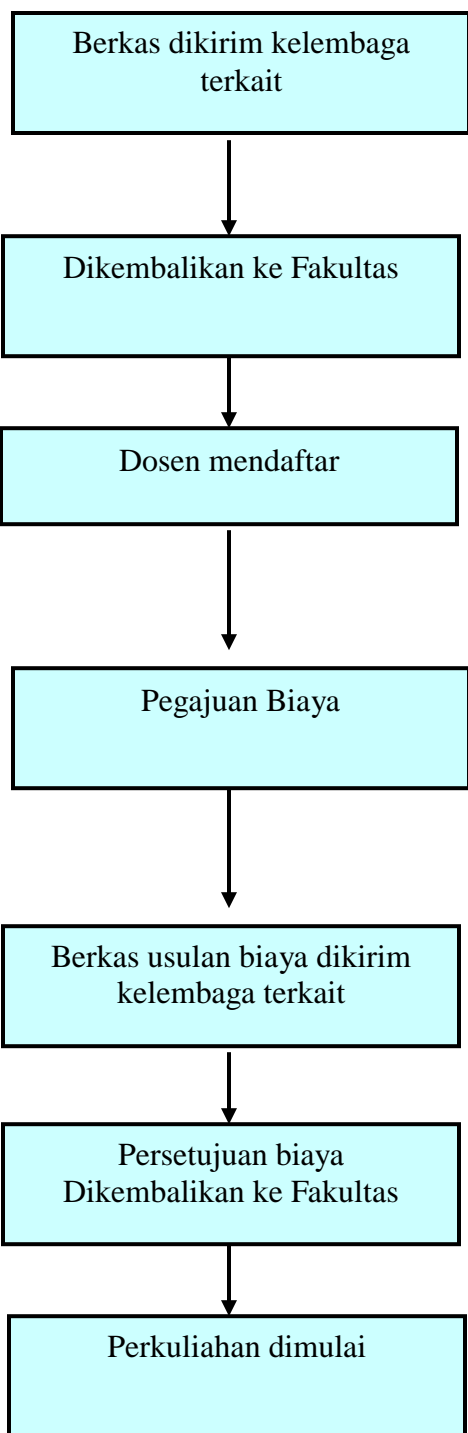 Berkas dikirim kelembaga
terkait
Dikembalikan ke Fakultas
Dosen mendaftar
Pegajuan Biaya
Berkas usulan biaya dikirim
kelembaga terkait
Persetujuan biaya
Dikembalikan ke Fakultas
Perkuliahan dimulai